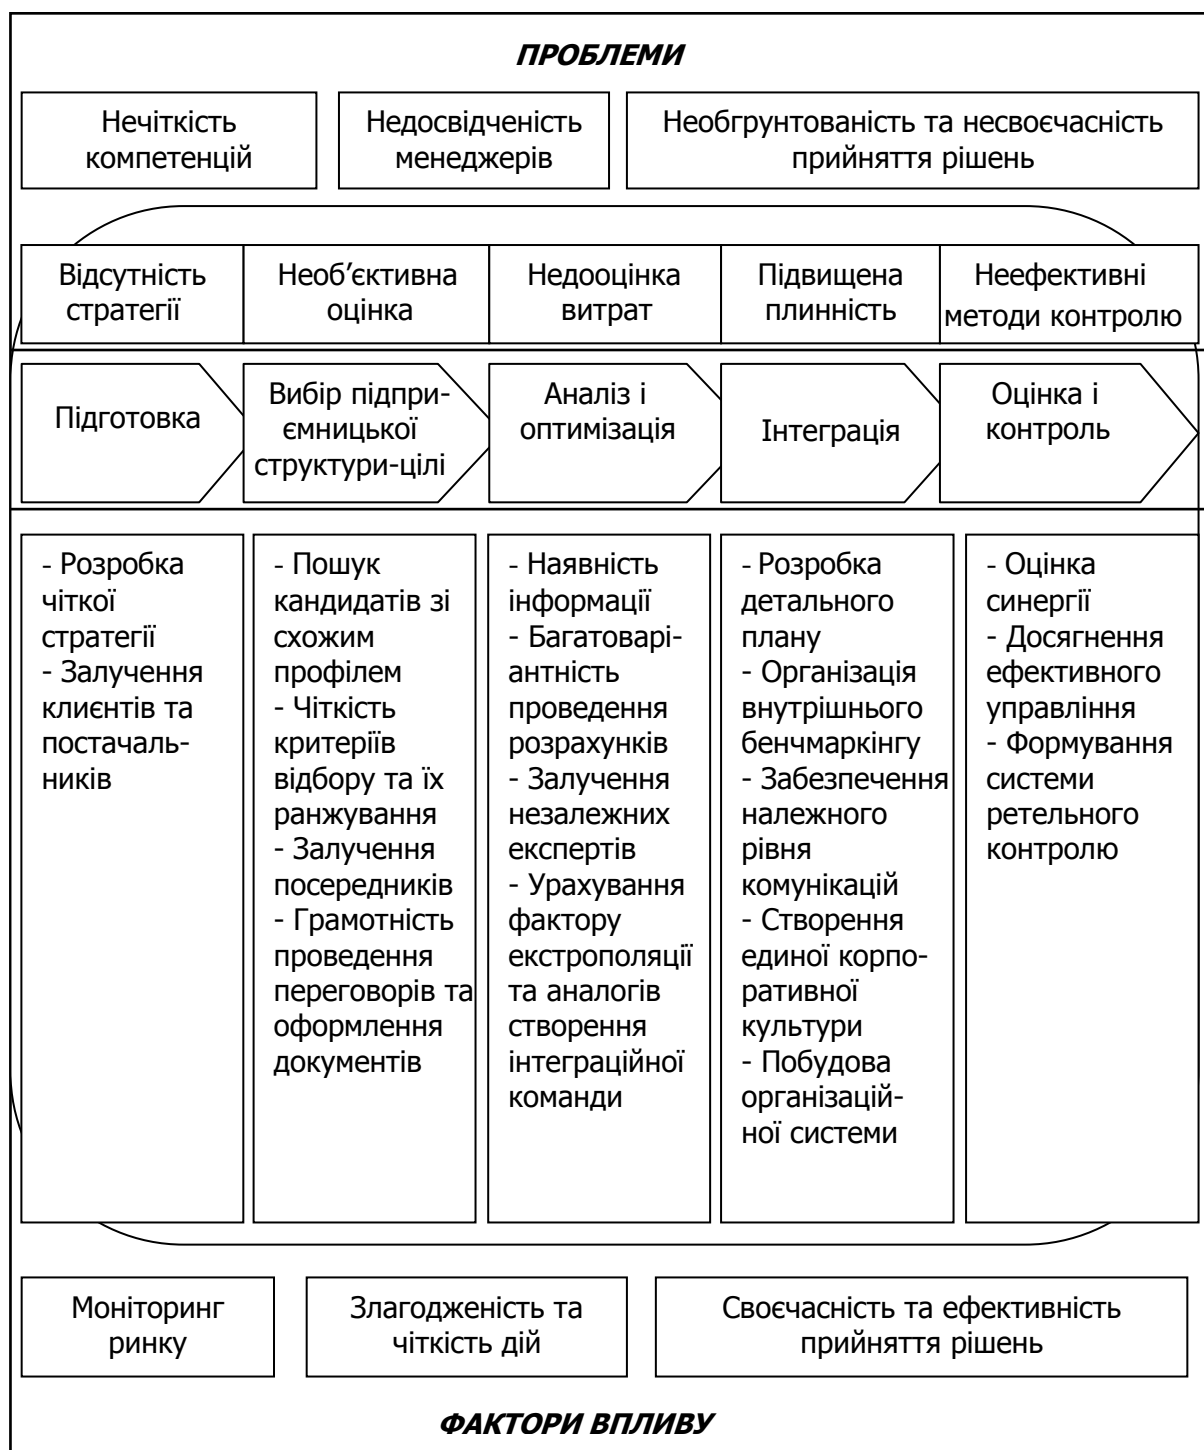 ПРОБЛЕМИ
Нечіткість
компетенцій
Недосвідченість
менеджерів
Необгрунтованість та несвоєчасність
прийняття рішень
Відсутність
стратегії
Необ’єктивна
оцінка
Недооцінка
витрат
Підвищена
плинність
Неефективні
методи контролю
Підготовка
Вибір підпри-
ємницької
структури-цілі
Аналіз і
оптимізація
Інтеграція
Оцінка і
контроль
- Розробка
чіткої
стратегії
- Залучення
клиєнтів та
постачаль-
ників
- Пошук
кандидатів зі
схожим
профілем
- Чіткість
критеріїв
відбору та їх
ранжування
- Залучення
посередників
- Грамотність
проведення
переговорів та
оформлення
документів
- Наявність
інформації
- Багатоварі-
антність
проведення
розрахунків
- Залучення
незалежних
експертів
- Урахування
фактору
екстрополяції
та аналогів
створення
інтеграційної
команди
- Розробка
детального
плану
- Організація
внутрішнього
бенчмаркінгу
- Забезпечення
належного
рівня
комунікацій
- Створення
единої корпо-
ративної
культури
- Побудова
організацій-
ної системи
- Оцінка
синергії
- Досягнення
ефективного
управління
- Формування
системи
ретельного
контролю
Моніторинг
ринку
Злагодженість та
чіткість дій
Своєчасність та ефективність
прийняття рішень
ФАКТОРИ ВПЛИВУ